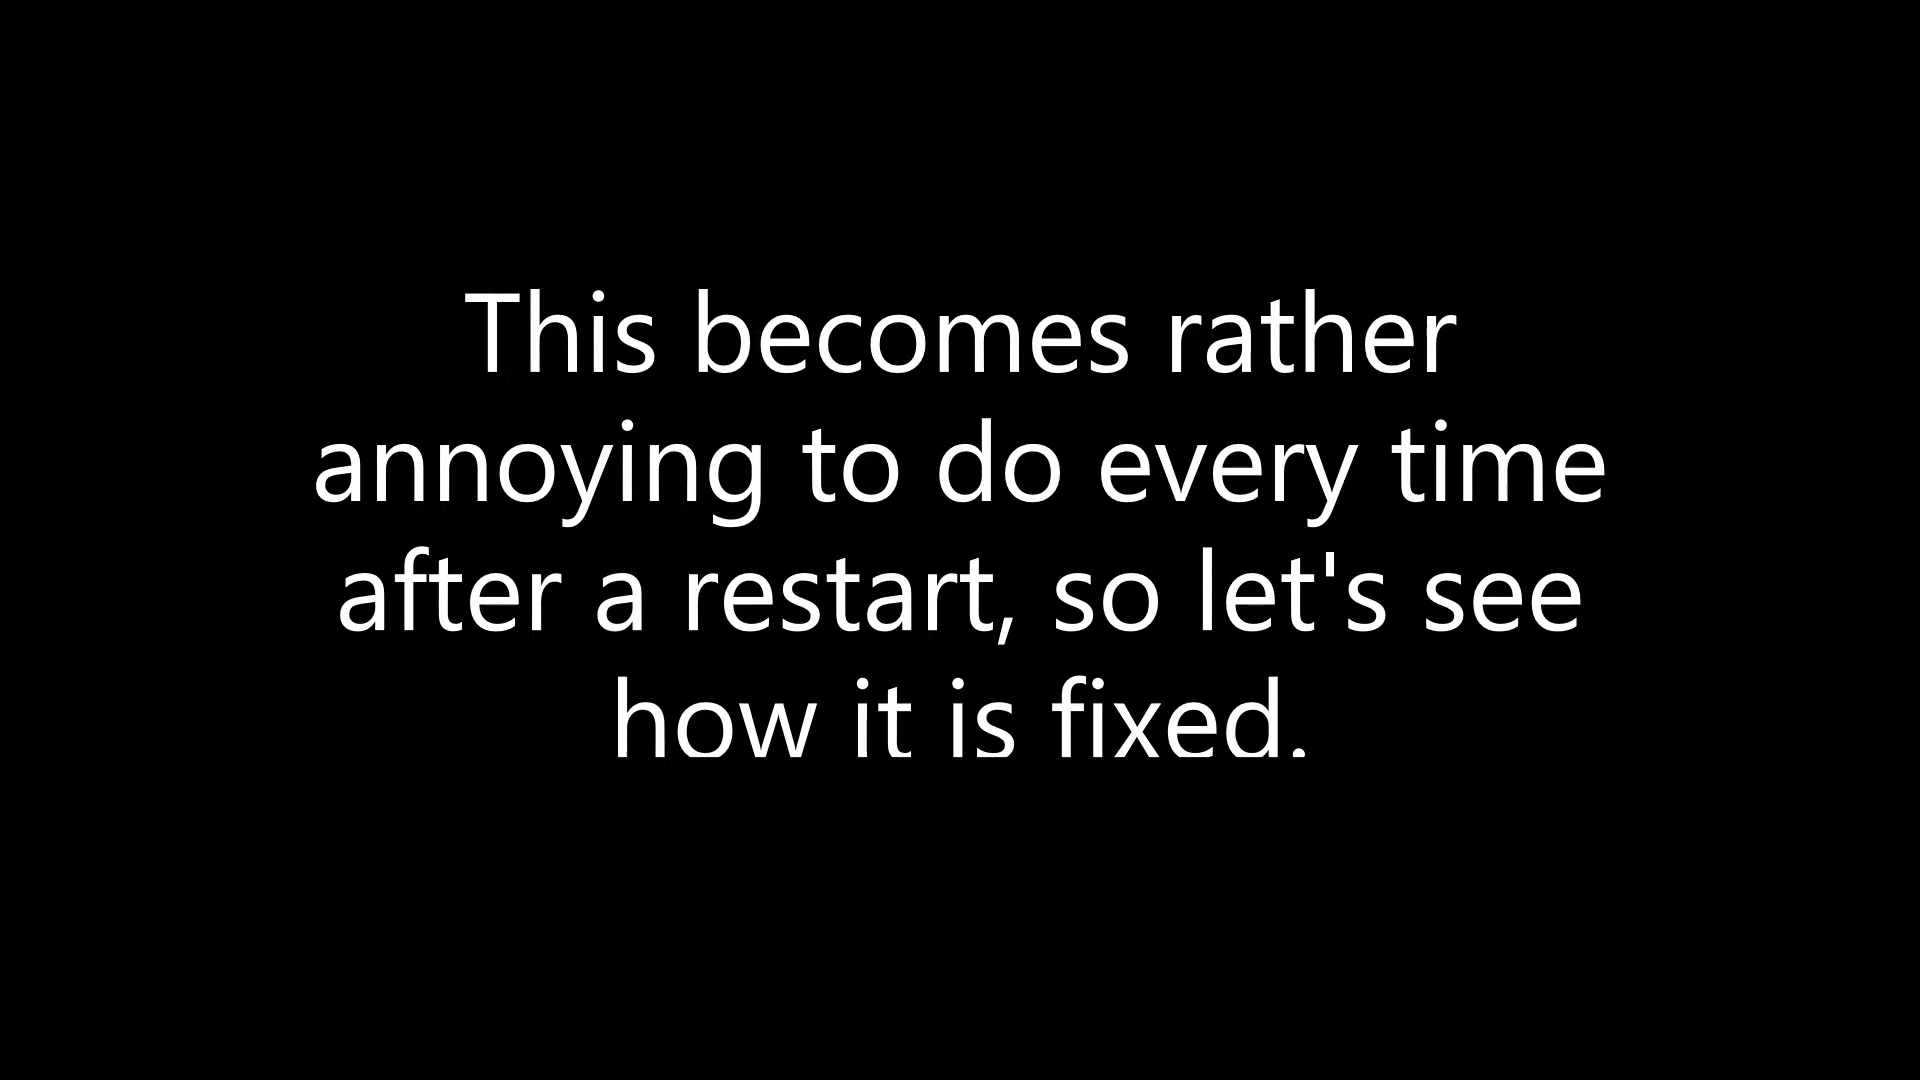 This becomes rather
annoying to do every time
after a restart, so let's see
how it is fixed.